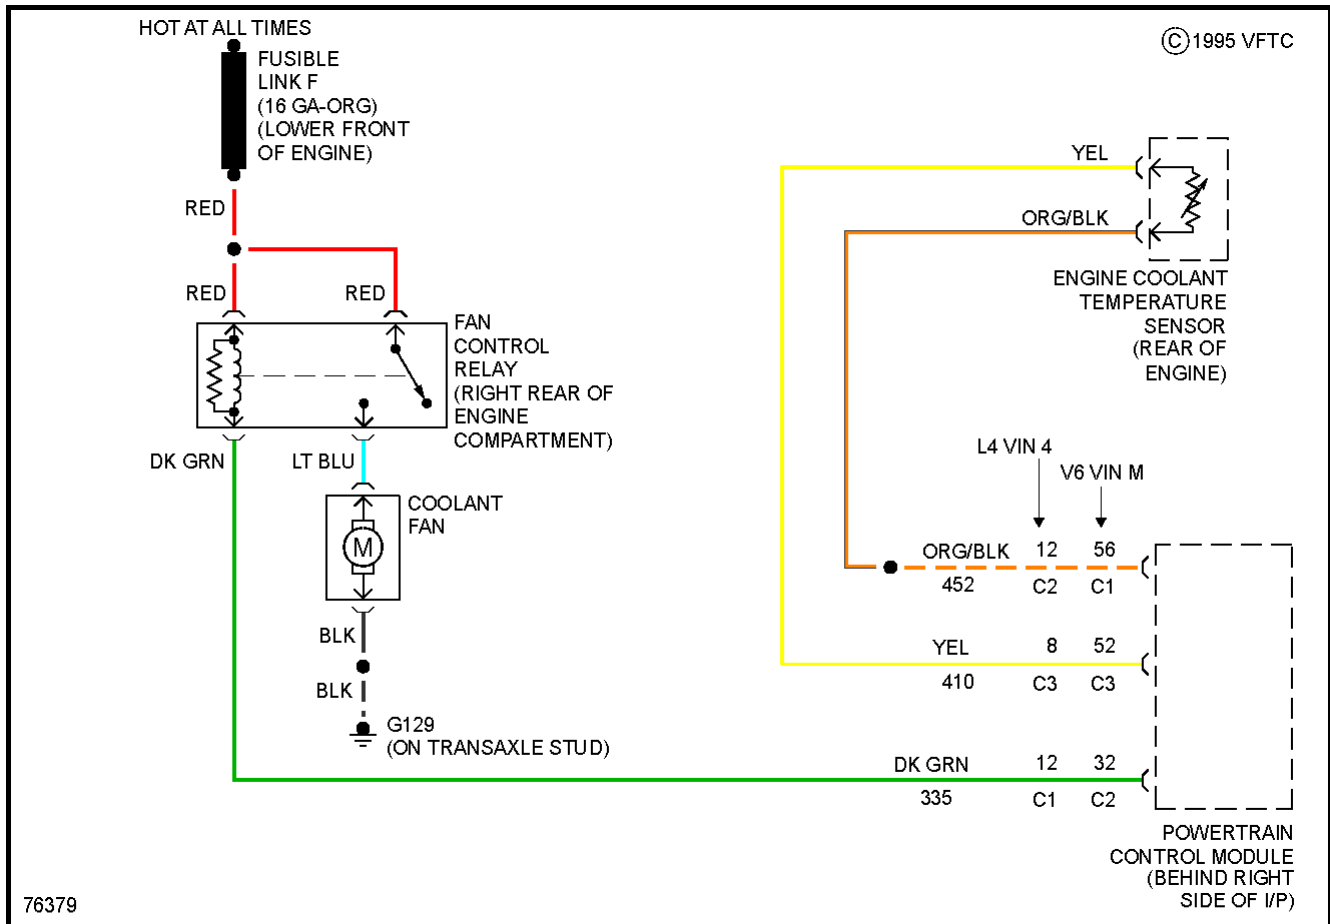 HOT AT ALL TIMES
© 1995 VFTC
FUSIBLE
LINK F
(16 GA-ORG)
(LOWER FRONT
OF ENGINE)
YEL
RED
ORG/BLK
ENGINE COOLANT
TEMPERATURE
SENSOR
(REAR OF
ENGINE)
RED
RED
FAN
CONTROL
RELAY
(RIGHT REAR OF
ENGINE
COMPARTMENT)
DK GRN
LT BLU
L4 VIN 4
V6 VIN M
COOLANT
FAN
M
ORG/BLK 12 56
452 C2 C1
BLK
YEL 8 52
410 C3 C3
BLK
G129
(ON TRANSAXLE STUD)
DK GRN 12 32
335 C1 C2
POWERTRAIN
CONTROL MODULE
(BEHIND RIGHT
SIDE OF I/P)
76379